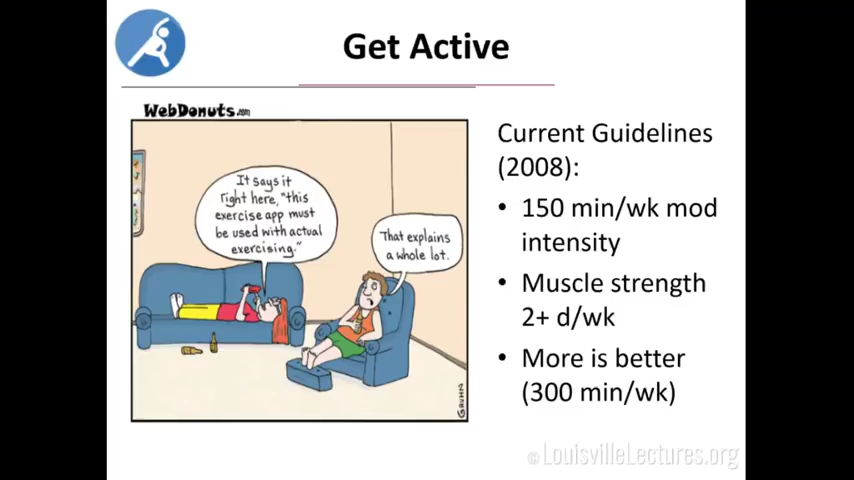 Get Active
WebDonuts.com
It says it
right here, "this
exercise app must
be used with actual
exercising."
That explains
a whole lot.
Current Guidelines
(2008):
• 150 min/wk mod
intensity
• Muscle strength
2+ d/wk
• More is better
(300 min/wk)
©LouisvilleLectures.org